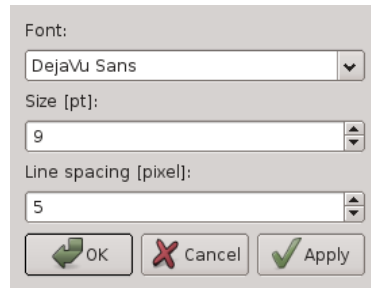 Font:
DejaVu Sans
Size [pt]:
9
Line spacing [pixel]:
5
OK Cancel Apply